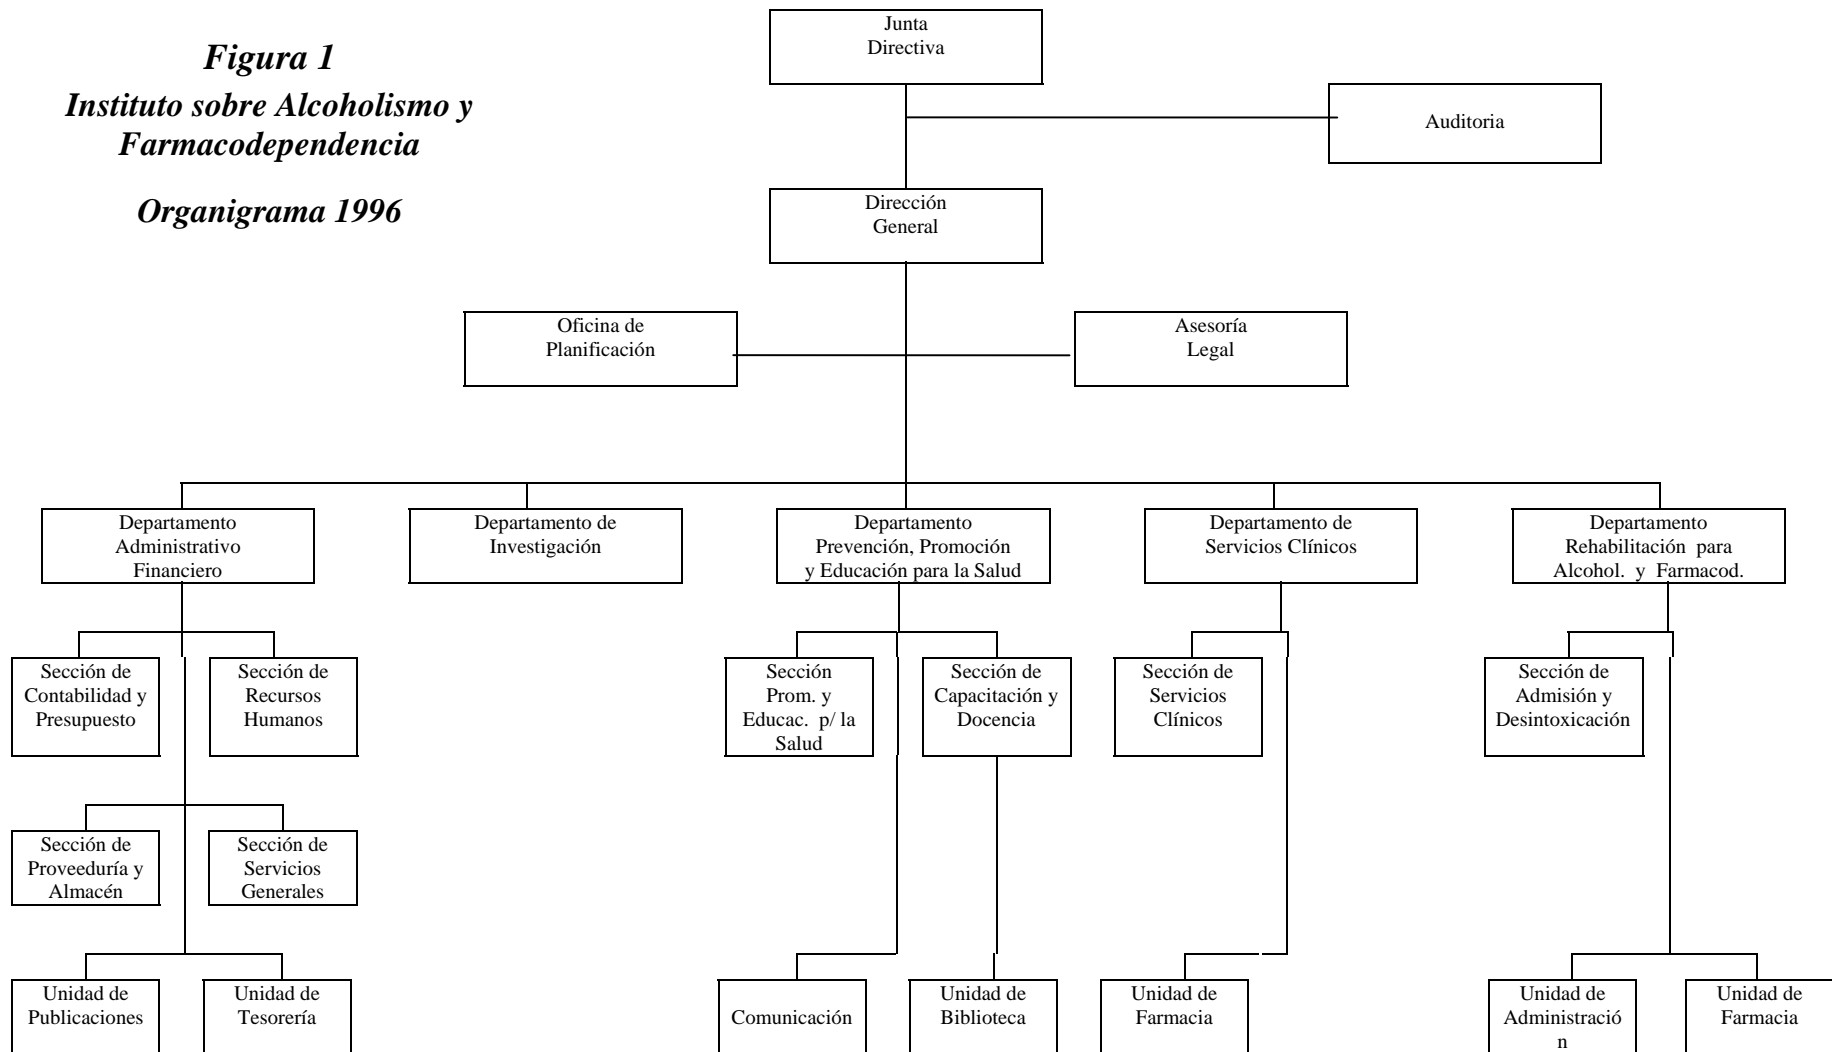 Figura 1
Instituto sobre Alcoholismo y
Farmacodependencia
Organigrama 1996
Junta
Directiva
Auditoria
Dirección
General
Oficina de
Planificación
Asesoría
Legal
Departamento
Administrativo
Financiero
Departamento de
Investigación
Departamento
Prevención, Promoción
y Educación para la Salud
Departamento de
Servicios Clínicos
Departamento
Rehabilitación para
Alcohol. y Farmacod.
Sección de
Contabilidad y
Presupuesto
Sección de
Recursos
Humanos
Sección
Prom. y
Educac. p/ la
Salud
Sección de
Capacitación y
Docencia
Sección de
Servicios
Clínicos
Sección de
Admisión y
Desintoxicación
Sección de
Proveeduría y
Almacén
Sección de
Servicios
Generales
Unidad de
Publicaciones
Unidad de
Tesorería
Comunicación
Unidad de
Biblioteca
Unidad de
Farmacia
Unidad de
Administració
n
Unidad de
Farmacia